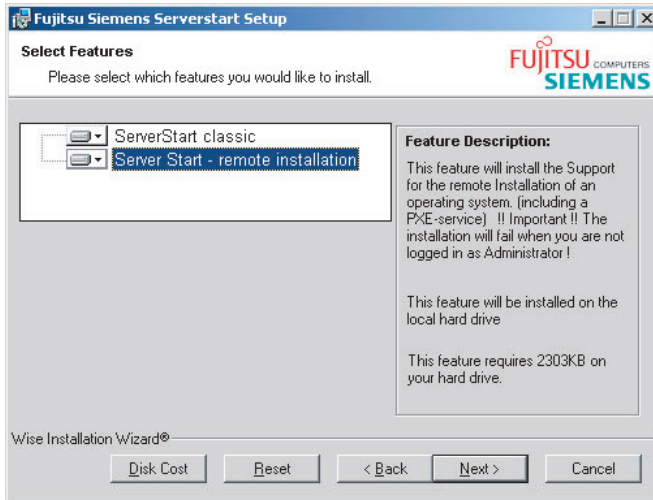 Fujitsu Siemens Serverstart Setup
Select Features
Please select which features you would like to install.
FUJITSU COMPUTERS
SIEMENS
ServerStart classic
Server Start - remote installation
Feature Description:
This feature will install the Support
for the remote Installation of an
operating system. (including a
PXE-service) !! Important !! The
installation will fail when you are not
logged in as Administrator !
This feature will be installed on the
local hard drive
This feature requires 2303KB on
your hard drive.
Wise Installation Wizard®
Disk Cost
Reset
< Back
Next >
Cancel